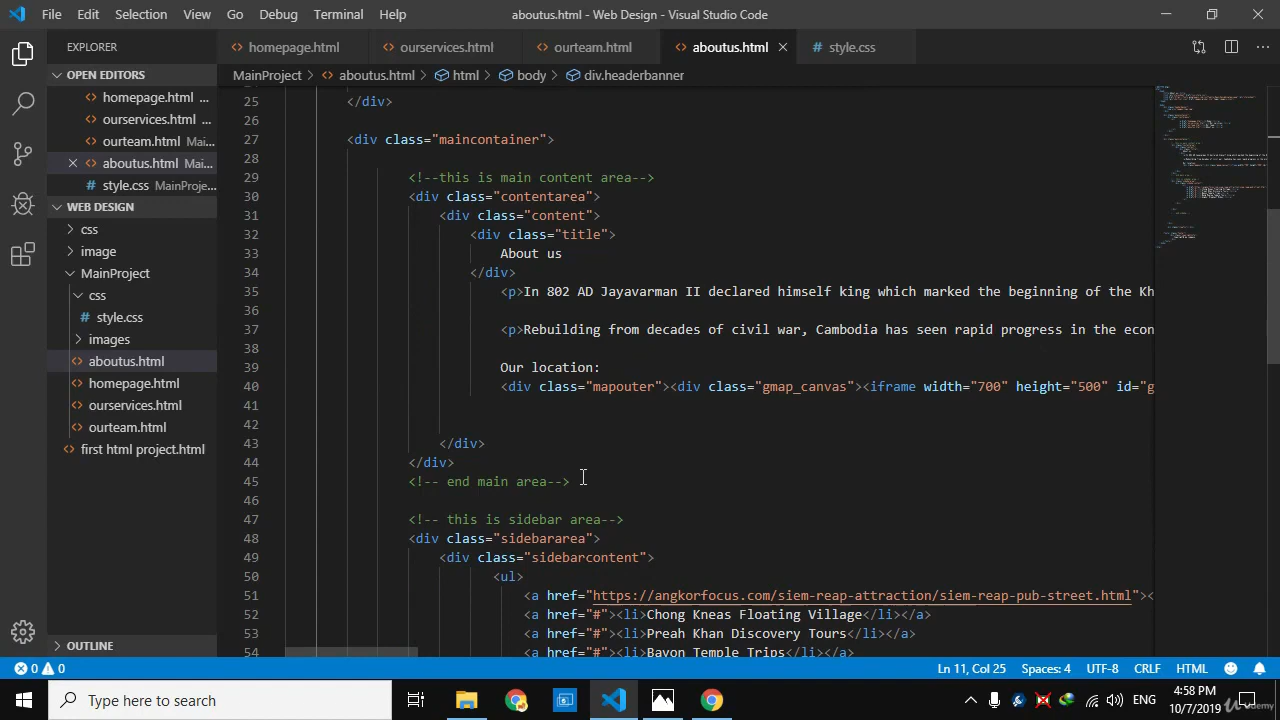 File Edit Selection View Go Debug Terminal Help
aboutus.html - Web Design - Visual Studio Code
EXPLORER
homepage.html ourservices.html ourteam.html aboutus.html style.css
OPEN EDITORS
homepage.html ...
ourservices.html ...
ourteam.html Mai...
aboutus.html Mai...
style.css MainProje...
WEB DESIGN
css
image
MainProject
css
style.css
images
aboutus.html
homepage.html
ourservices.html
ourteam.html
first html project.html
OUTLINE
MainProject > aboutus.html > html > body > div.headerbanner
25 </div>
26
27 <div class="maincontainer">
28
29 <!--this is main content area-->
30 <div class="contentarea">
31 <div class="content">
32 <div class="title">
33 About us
34 </div>
35 <p>In 802 AD Jayavarman II declared himself king which marked the beginning of the Kh
36
37 <p>Rebuilding from decades of civil war, Cambodia has seen rapid progress in the econ
38
39 Our location:
40 <div class="mapouter"><div class="gmap_canvas"><iframe width="700" height="500" id="g
41
42
43 </div>
44 </div>
45 <!-- end main area-->
46
47 <!-- this is sidebar area-->
48 <div class="sidebararea">
49 <div class="sidebarcontent">
50 <ul>
51 <a href="https://angkorfocus.com/siem-reap-attraction/siem-reap-pub-street.html"><
52 <a href="#"><li>Chong Kneas Floating Village</li></a>
53 <a href="#"><li>Preah Khan Discovery Tours</li></a>
54 <a href="#"><li>Bayon Temple Trips</li></a>
0 0
Ln 11, Col 25 Spaces: 4 UTF-8 CRLF HTML
Type here to search
ENG
4:58 PM
10/7/2019
Udemy